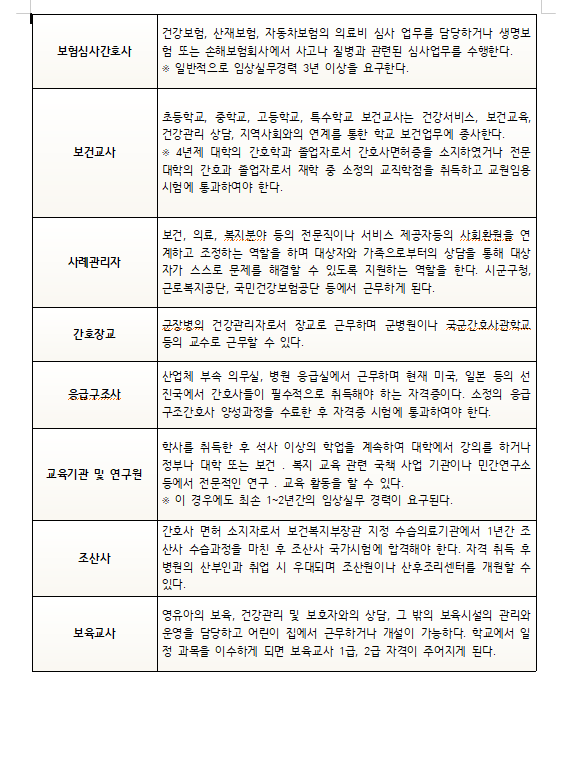 보험심사간호사
건강보험, 산재보험, 자동차보험의 의료비 심사 업무를 담당하거나 생명보
험 또는 손해보험회사에서 사고나 질병과 관련된 심사업무를 수행한다.
※ 일반적으로 임상실무경력 3년 이상을 요구한다.
보건교사
초등학교, 중학교, 고등학교, 특수학교 보건교사는 건강서비스, 보건교육,
건강관리 상담, 지역사회와의 연계를 통한 학교 보건업무에 종사한다.
※ 4년제 대학의 간호학과 졸업자로서 간호사면허증을 소지하였거나 전문
대학의 간호과 졸업자로서 재학 중 소정의 교직학점을 취득하고 교원임용
시험에 통과하여야 한다.
사례관리자
보건, 의료, 복지분야 등의 전문직이나 서비스 제공자등의 사회환원을 연
계하고 조정하는 역할을 하며 대상자와 가족으로부터의 상담을 통해 대상
자가 스스로 문제를 해결할 수 있도록 지원하는 역할을 한다. 시군구청,
근로복지공단, 국민건강보험공단 등에서 근무하게 된다.
간호장교
군장병의 건강관리자로서 장교로 근무하며 군병원이나 국군간호사관학교
등의 교수로 근무할 수 있다.
응급구조사
산업체 부속 의무실, 병원 응급실에서 근무하며 현재 미국, 일본 등의 선
진국에서 간호사들이 필수적으로 취득해야 하는 자격증이다. 소정의 응급
구조간호사 양성과정을 수료한 후 자격증 시험에 통과하여야 한다.
교육기관 및 연구원
학사를 취득한 후 석사 이상의 학업을 계속하여 대학에서 강의를 하거나
정부나 대학 또는 보건 . 복지 교육 관련 국책 사업 기관이나 민간연구소
등에서 전문적인 연구 . 교육 활동을 할 수 있다.
※ 이 경우에도 최손 1~2년간의 임상실무 경력이 요구된다.
조산사
간호사 면허 소지자로서 보건복지부장관 지정 수습의료기관에서 1년간 조
산사 수습과정을 마친 후 조산사 국가시험에 합격해야 한다. 자격 취득 후
병원의 산부인과 취업 시 우대되며 조산원이나 산후조리센터를 개원할 수
있다.
보육교사
영유아의 보육, 건강관리 및 보호자와의 상담, 그 밖의 보육시설의 관리와
운영을 담당하고 어린이 집에서 근무하거나 개설이 가능하다. 학교에서 일
정 과목을 이수하게 되면 보육교사 1급, 2급 자격이 주어지게 된다.